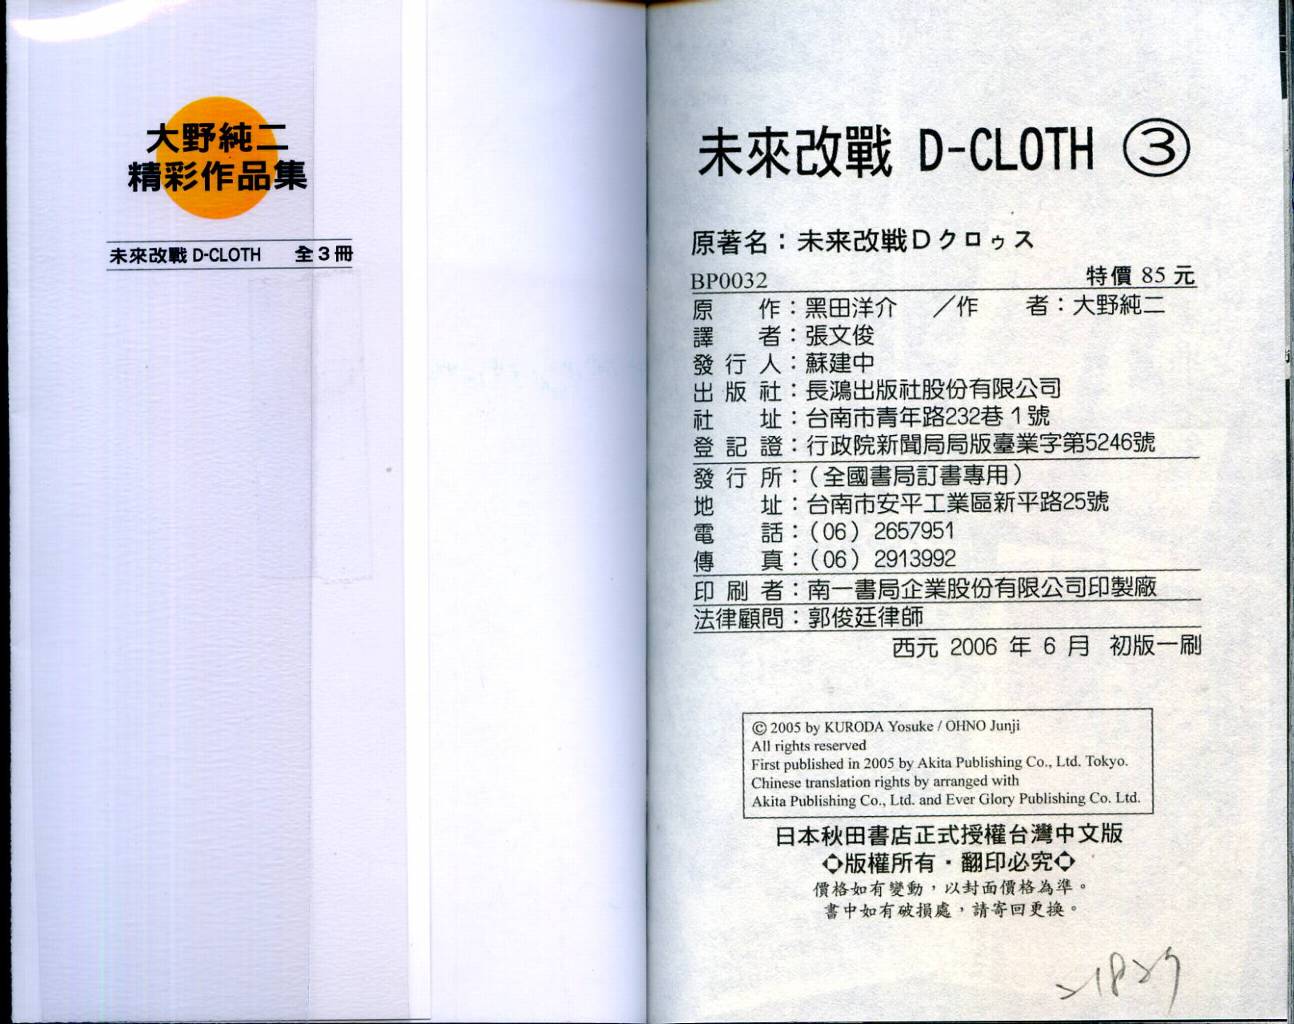 大野純二
精彩作品集
未來改戰 D-CLOTH 全3冊
未來改戰 D-CLOTH ③
原著名：未来改戦Dクロゥス
BP0032 特價 85 元
原 作：黑田洋介 ／作 者：大野純二
譯 者：張文俊
發 行 人：蘇建中
出 版 社：長鴻出版社股份有限公司
社 址：台南市青年路232巷 1 號
登 記 證：行政院新聞局局版臺業字第5246號
發 行 所：(全國書局訂書專用)
地 址：台南市安平工業區新平路25號
電 話：(06) 2657951
傳 真：(06) 2913992
印 刷 者：南一書局企業股份有限公司印製廠
法律顧問：郭俊廷律師
西元 2006 年 6 月 初版一刷
© 2005 by KURODA Yosuke / OHNO Junji
All rights reserved
First published in 2005 by Akita Publishing Co., Ltd. Tokyo.
Chinese translation rights by arranged with
Akita Publishing Co., Ltd. and Ever Glory Publishing Co. Ltd.
日本秋田書店正式授權台灣中文版
◇版權所有・翻印必究◇
價格如有變動，以封面價格為準。
書中如有破損處，請寄回更換。